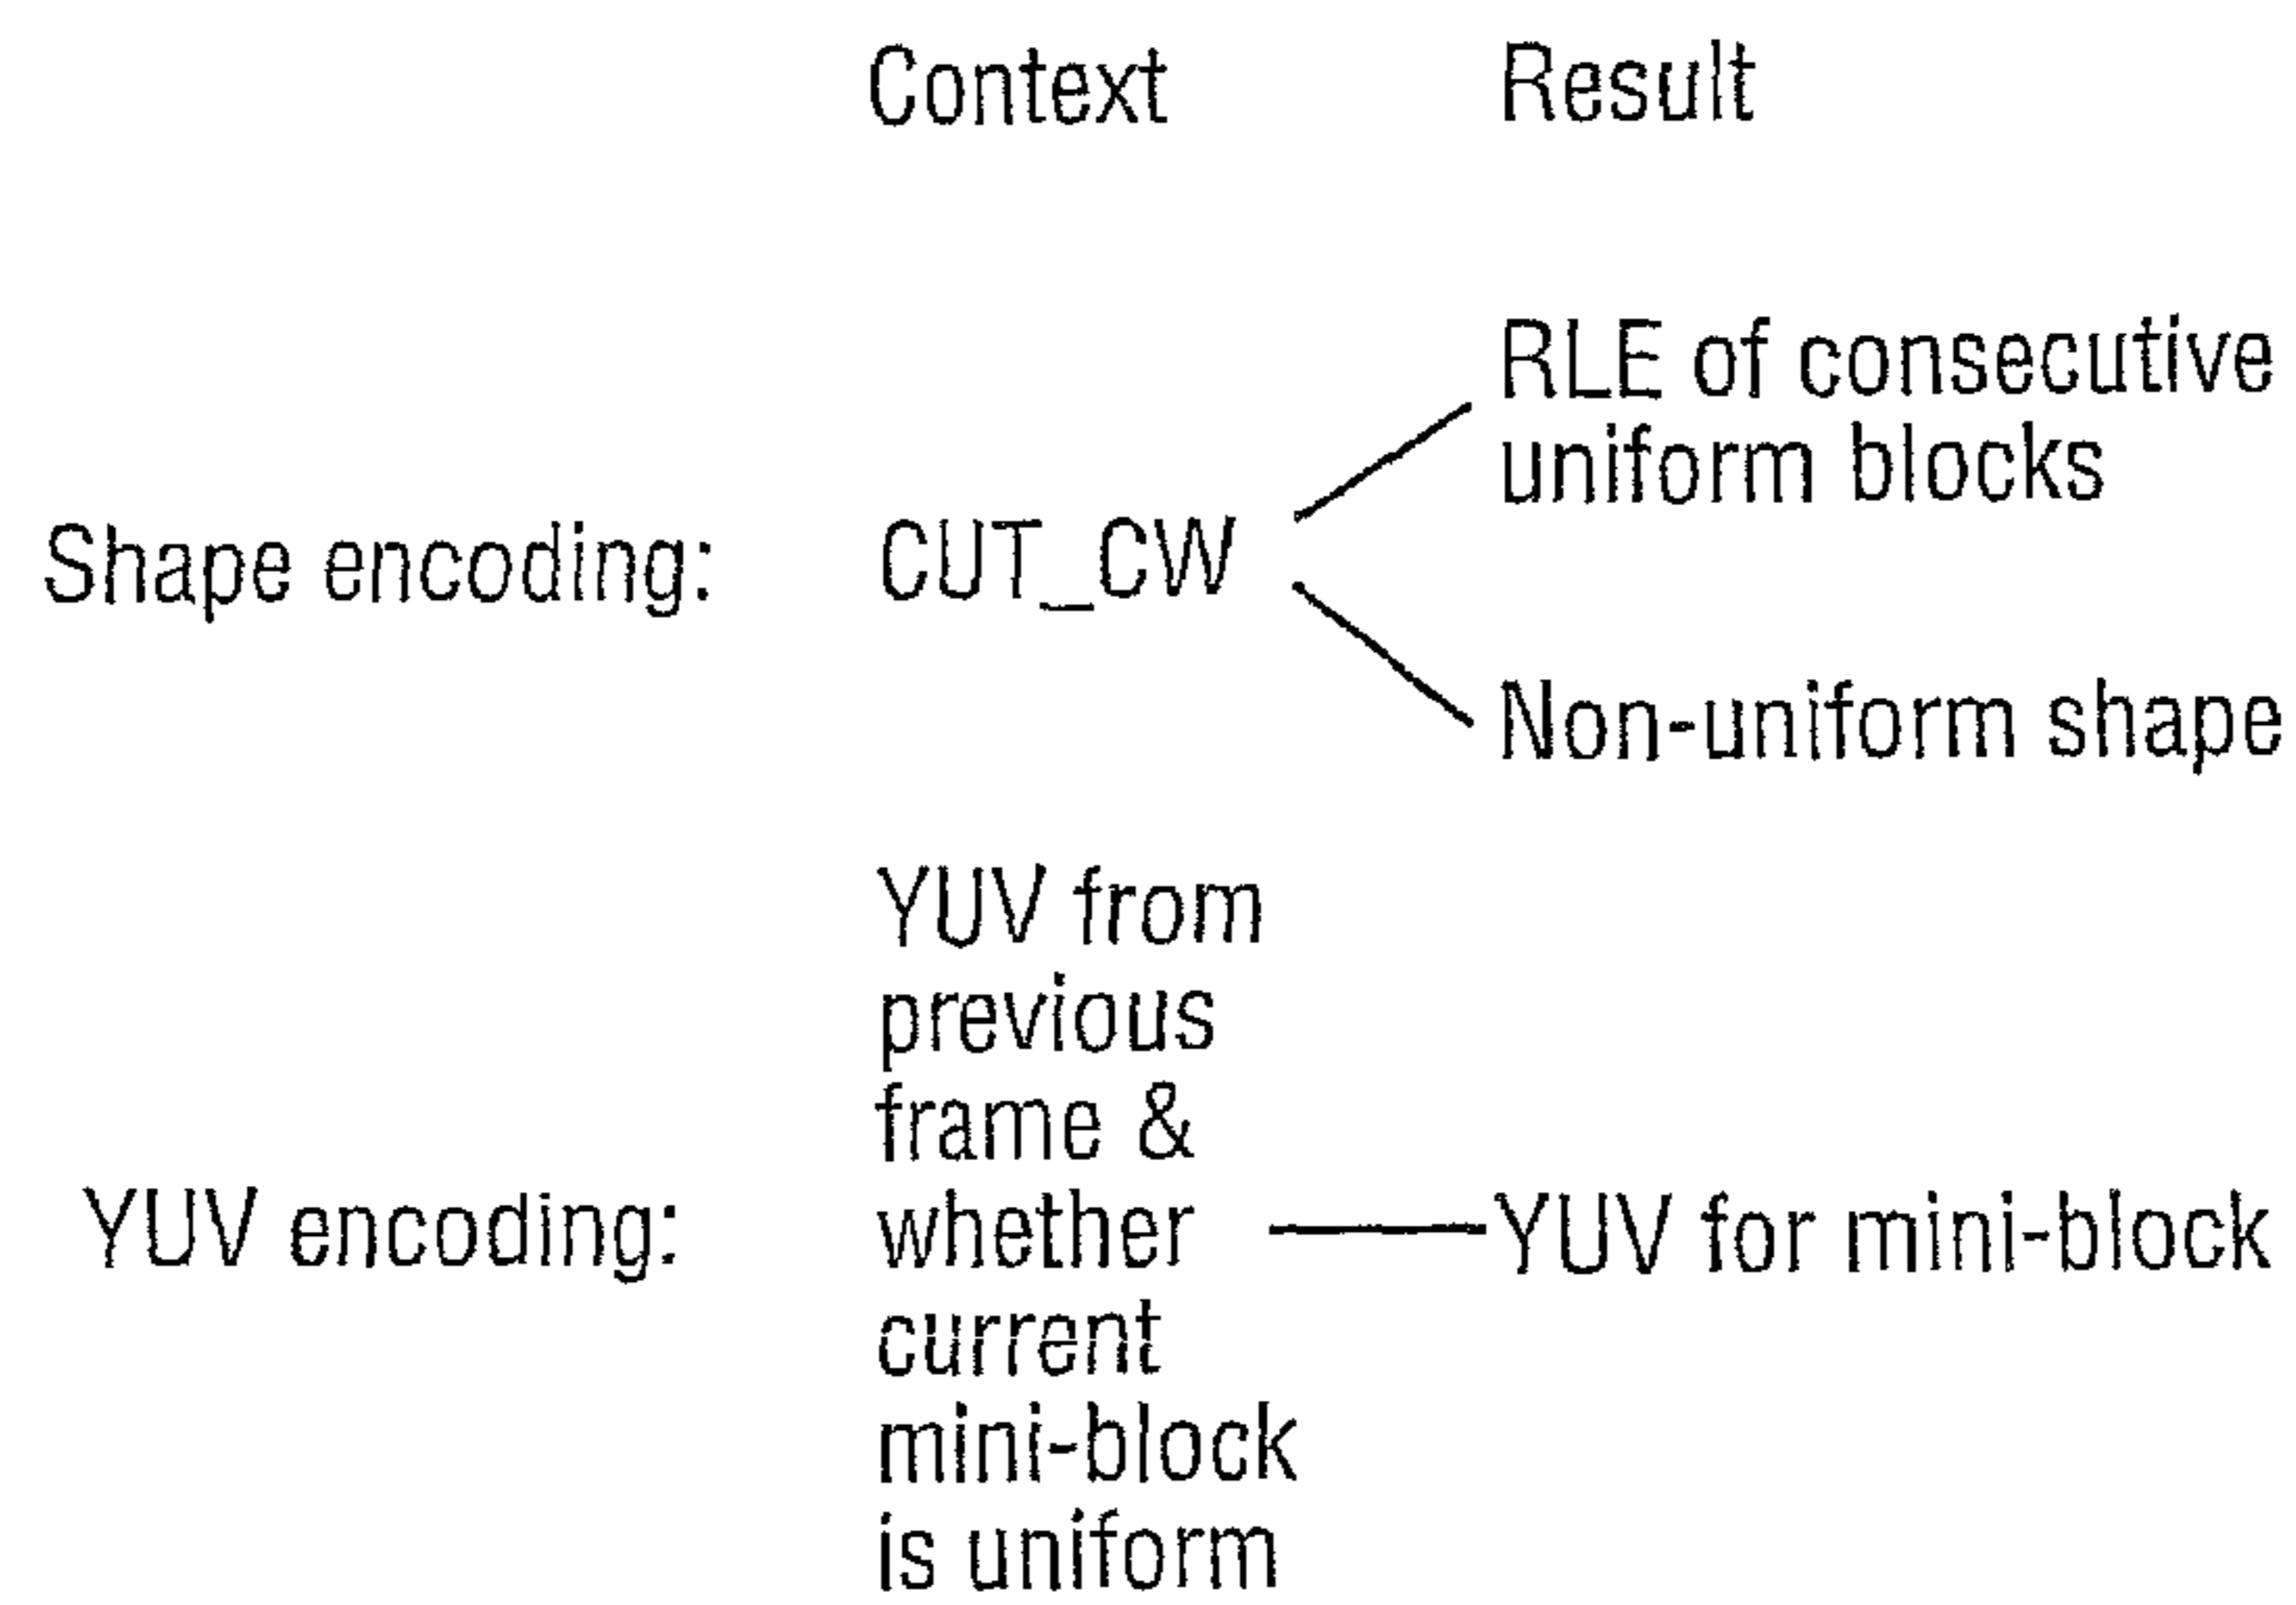 Context Result
RLE of consecutive
uniform blocks
Shape encoding: CUT_CW
Non-uniform shape
YUV from
previous
frame &
YUV encoding: whether YUV for mini-block
current
mini-block
is uniform